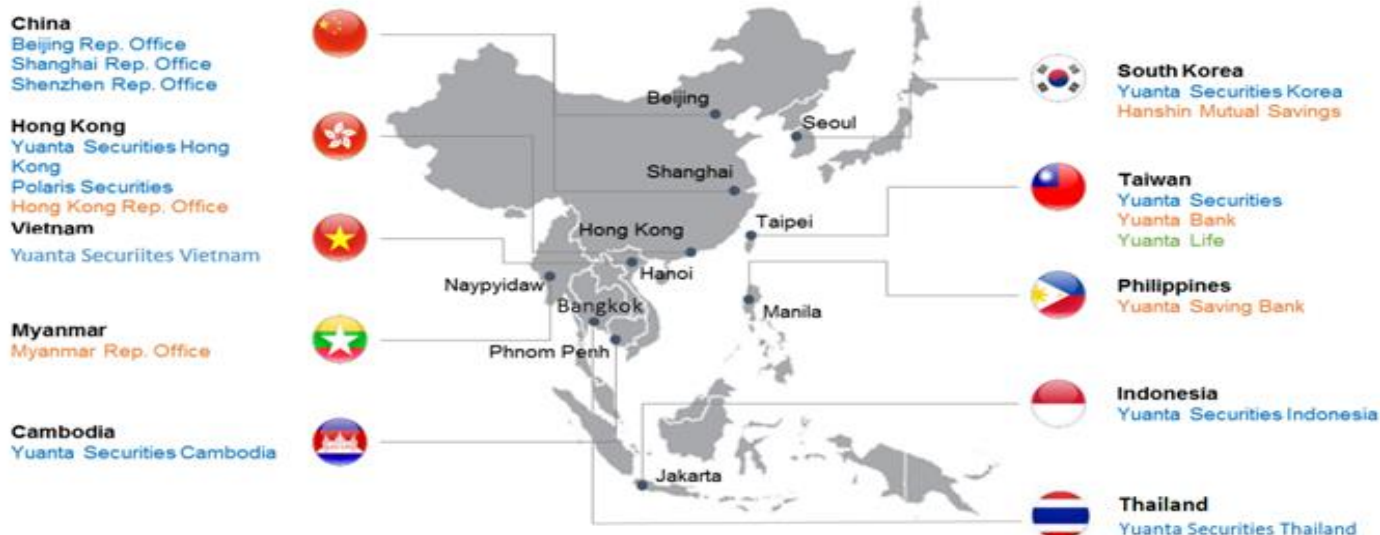 China
Beijing Rep. Office
Shanghai Rep. Office
Shenzhen Rep. Office
Hong Kong
Yuanta Securities Hong
Kong
Polaris Securities
Hong Kong Rep. Office
Vietnam
Yuanta Securiites Vietnam
Myanmar
Myanmar Rep. Office
Cambodia
Yuanta Securities Cambodia
Beijing
Seoul
Shanghai
Taipei
Hong Kong
Hanoi
Naypyidaw
Bangkok
Manila
Phnom Penh
Jakarta
South Korea
Yuanta Securities Korea
Hanshin Mutual Savings
Taiwan
Yuanta Securities
Yuanta Bank
Yuanta Life
Philippines
Yuanta Saving Bank
Indonesia
Yuanta Securities Indonesia
Thailand
Yuanta Securities Thailand